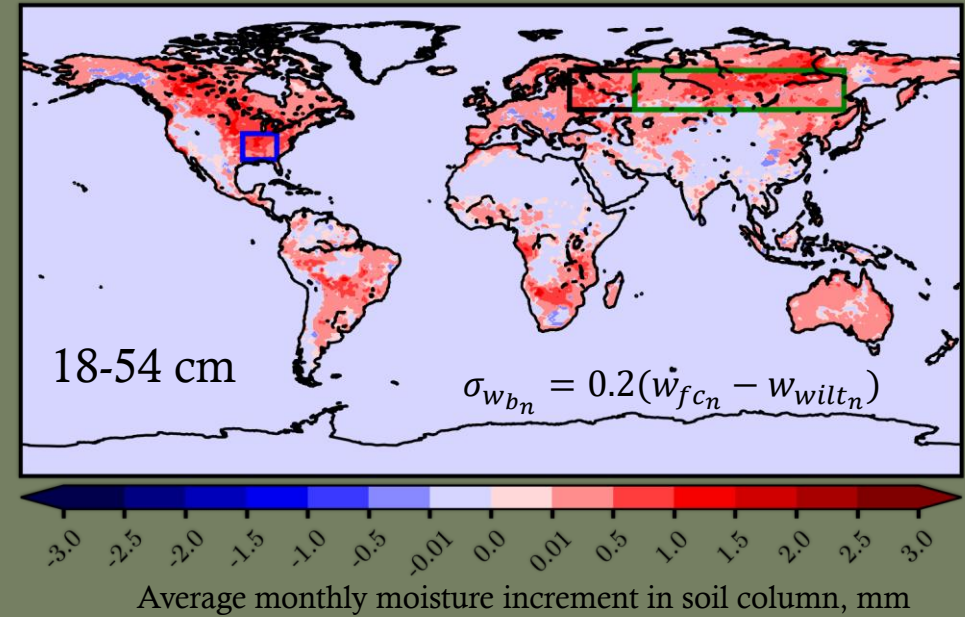 18-54 cm
σ_{w_{b_n}} = 0.2(w_{fc_n} − w_{wilt_n})
-3.0 -2.5 -2.0 -1.5 -1.0 -0.5 -0.01 0.0 0.01 0.5 1.0 1.5 2.0 2.5 3.0
Average monthly moisture increment in soil column, mm